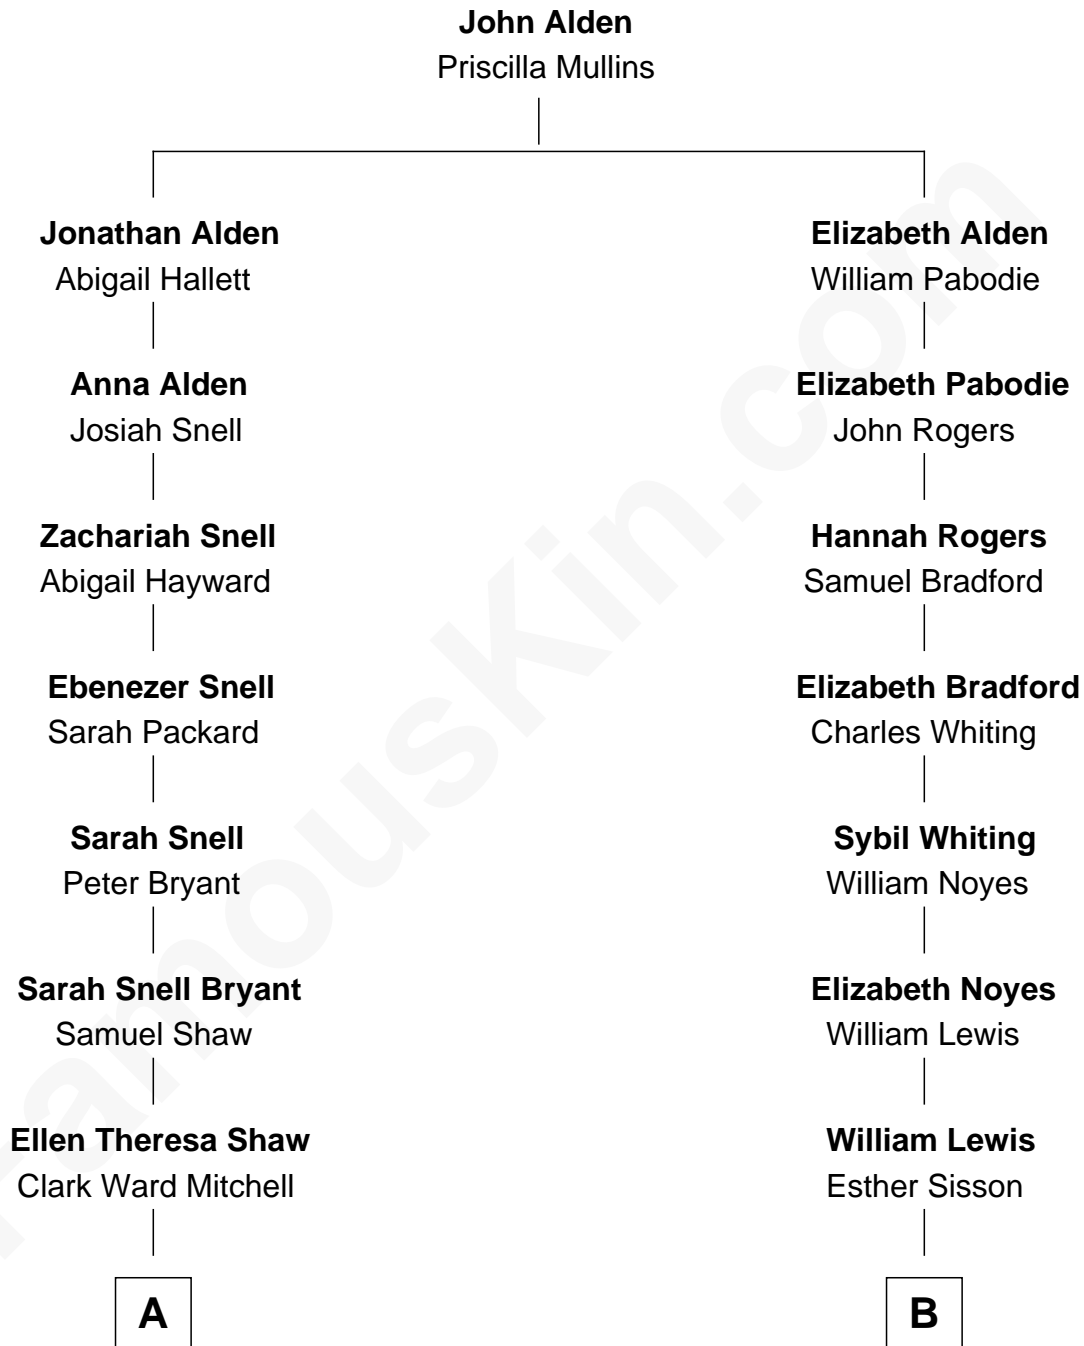 John Alden
Priscilla Mullins
Jonathan Alden
Abigail Hallett
Elizabeth Alden
William Pabodie
Anna Alden
Josiah Snell
Elizabeth Pabodie
John Rogers
Zachariah Snell
Abigail Hayward
Hannah Rogers
Samuel Bradford
Ebenezer Snell
Sarah Packard
Elizabeth Bradford
Charles Whiting
Sarah Snell
Peter Bryant
Sybil Whiting
William Noyes
Sarah Snell Bryant
Samuel Shaw
Elizabeth Noyes
William Lewis
Ellen Theresa Shaw
Clark Ward Mitchell
William Lewis
Esther Sisson
A
B
FamousKin.com